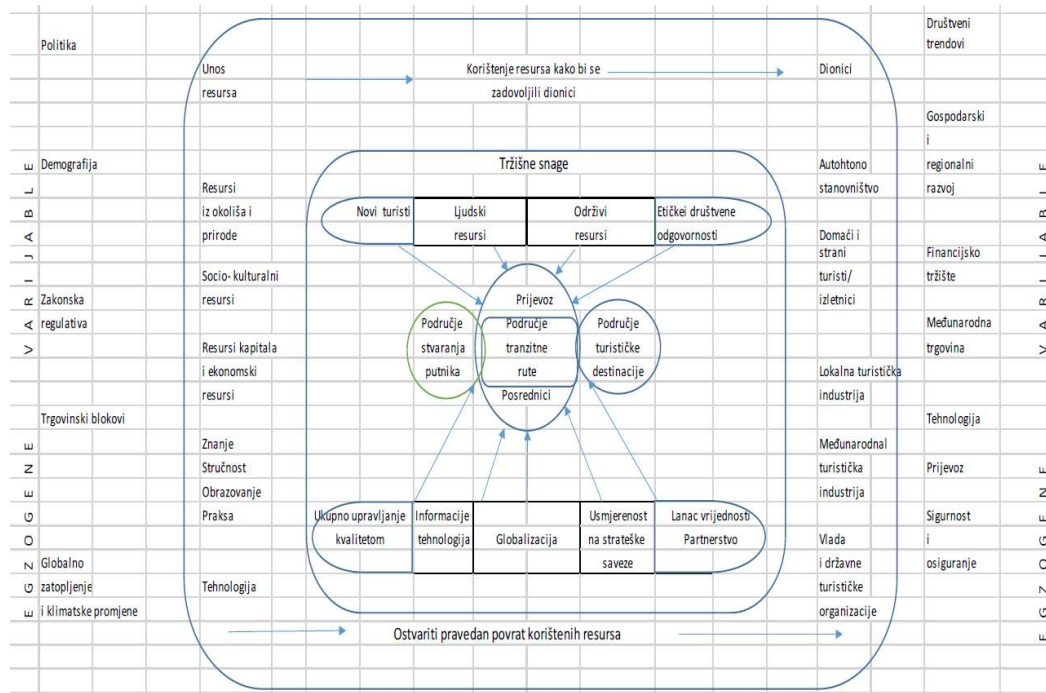 Politika
Društveni
trendovi
Unos
resursa
Korištenje resursa kako bi se
zadovoljili dionici
Dionici
Gospodarski
i
regionalni
razvoj
Demografija
Tržišne snage
Autohtono
stanovništvo
Resursi
iz okoliša i
prirode
Novi turisti
Ljudski
resursi
Održivi
resursi
Etičkei društvene
odgovornosti
Domaći i
strani
turisti/
izletnici
Financijsko
tržište
Socio- kulturalni
resursi
Zakonska
regulativa
Prijevoz
Područje
stvaranja
putnika
Područje
tranzitne
rute
Područje
turističke
destinacije
Posrednici
Međunarodna
trgovina
Resursi kapitala
i ekonomski
resursi
Lokalna turistička
industrija
Trgovinski blokovi
Tehnologija
Znanje
Stručnost
Obrazovanje
Praksa
Međunarodnal
turistička
industrija
Prijevoz
Ukupno upravljanje
kvalitetom
Informacije
tehnologija
Globalizacija
Usmjerenost
na strateške
saveze
Lanac vrijednosti
Partnerstvo
Sigurnost
i
osiguranje
Vlada
i državne
turističke
organizacije
Globalno
zatopljenje
i klimatske promjene
Tehnologija
Ostvariti pravedan povrat korištenih resursa
EGZOGENE VARIJABLE
EGZOGENE VARIJABLE